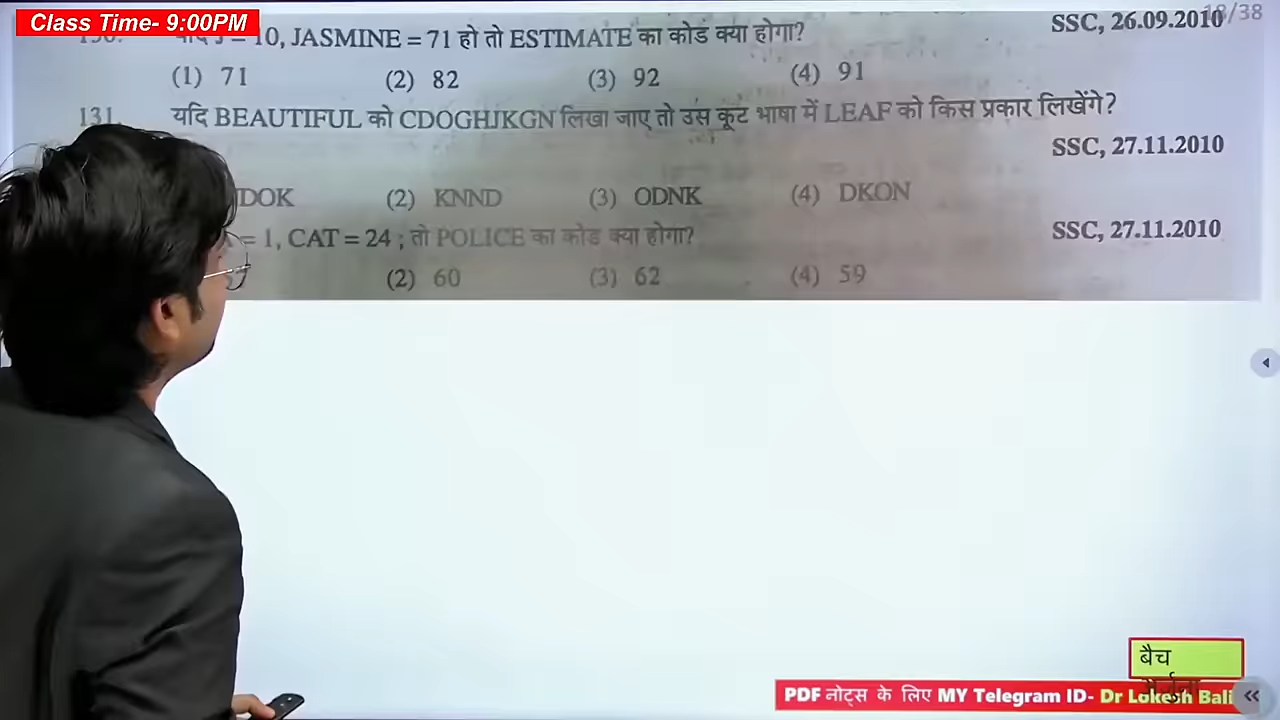 Class Time- 9:00PM
18/38
10, JASMINE = 71 हो तो ESTIMATE का कोड क्या होगा?
SSC, 26.09.2010
(1) 71 (2) 82 (3) 92 (4) 91
131. यदि BEAUTIFUL को CDOGHJKGN लिखा जाए तो उस कूट भाषा में LEAF को किस प्रकार लिखेंगे?
SSC, 27.11.2010
(2) KNND (3) ODNK (4) DKON
= 1, CAT = 24 ; तो POLICE का कोड क्या होगा?
SSC, 27.11.2010
(2) 60 (3) 62 (4) 59
बैच
PDF नोट्स के लिए MY Telegram ID- Dr Lokesh Bali